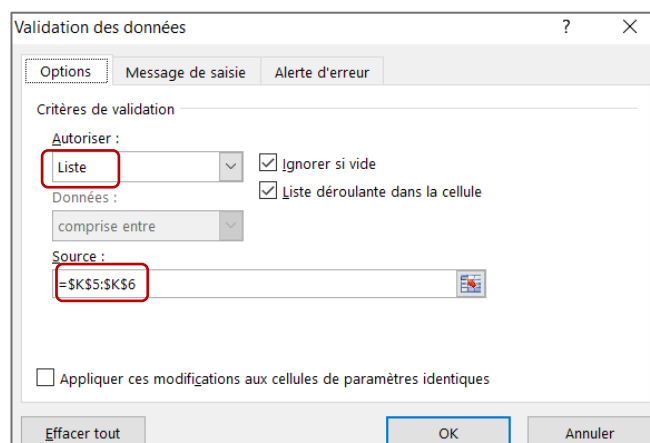 Validation des données ? X
Options Message de saisie Alerte d'erreur
Critères de validation
Autoriser :
Liste Ignorer si vide
Données : Liste déroulante dans la cellule
comprise entre
Source :
=$K$5:$K$6
Appliquer ces modifications aux cellules de paramètres identiques
Effacer tout OK Annuler